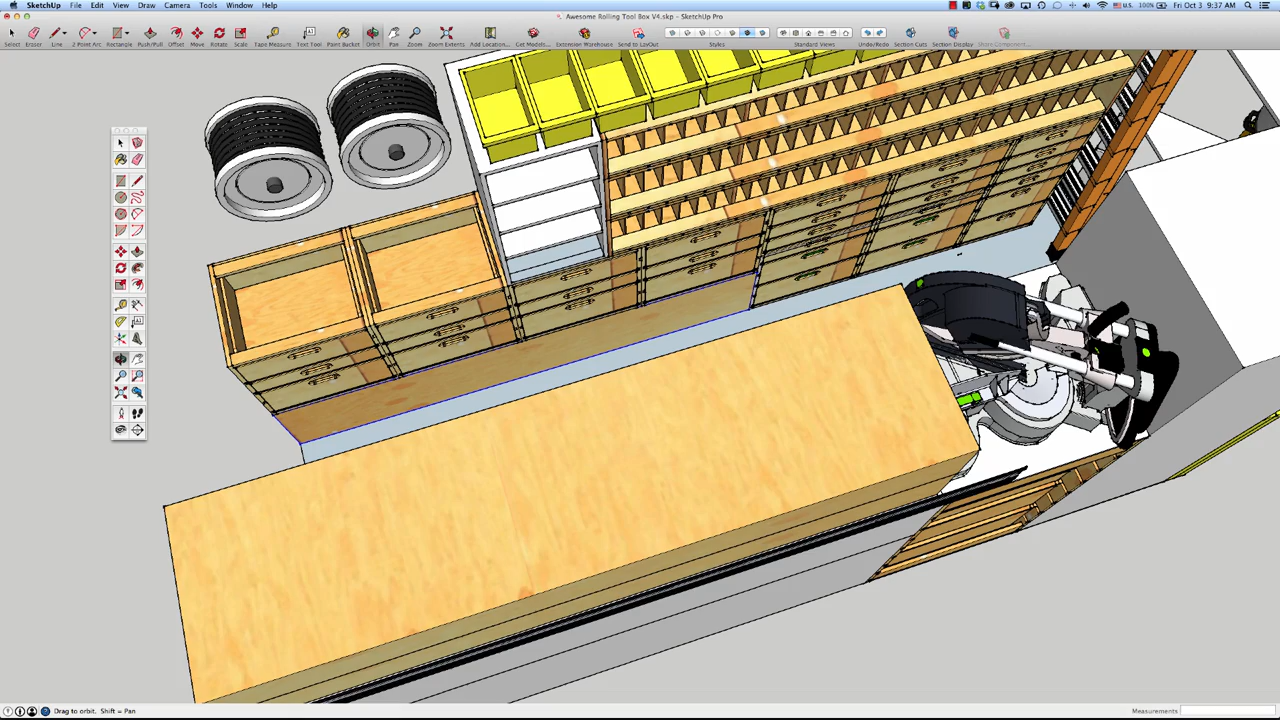 SketchUp File Edit View Draw Camera Tools Window Help U.S. 100% Fri Oct 3 9:37 AM
Awesome Rolling Tool Box V4.skp - SketchUp Pro
Select Eraser Line 2 Point Arc Rectangle Push/Pull Offset Move Rotate Scale Tape Measure Text Tool Paint Bucket Orbit Pan Zoom Zoom Extents Add Location... Get Models... Extension Warehouse Send to LayOut Styles Standard Views Undo/Redo Section Cuts Section Display Make Component...
Drag to orbit. Shift = Pan Measurements